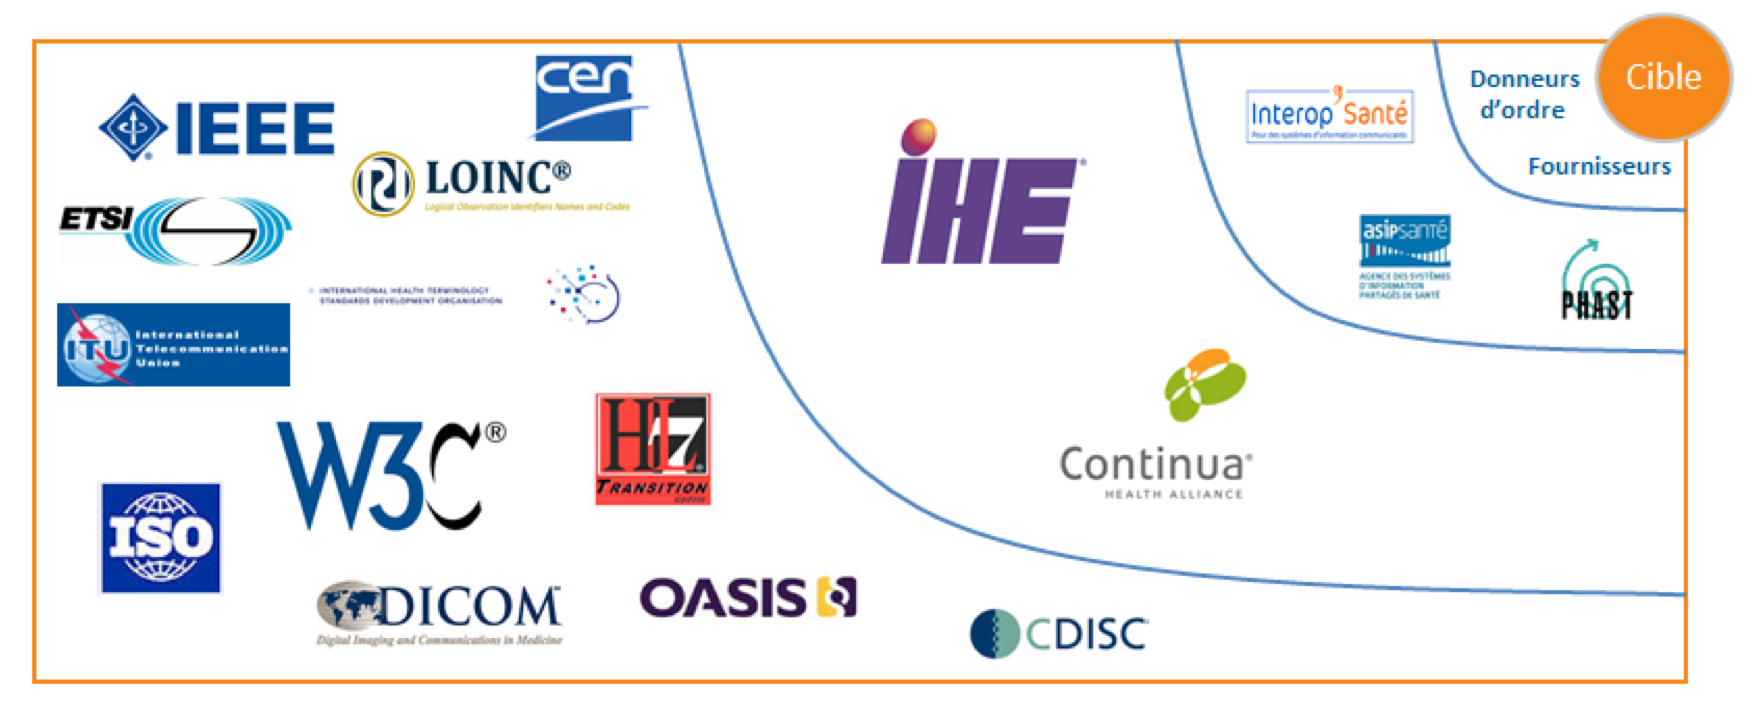 IEEE
cen
LOINC®
Logical Observation Identifiers Names and Codes
ETSI
INTERNATIONAL HEALTH TERMINOLOGY
STANDARDS DEVELOPMENT ORGANISATION
ITU
International
Telecommunication
Union
W3C®
HL7®
TRANSITION
Update
ISO
DICOM
Digital Imaging and Communications in Medicine
OASIS
CDISC
IHE®
Continua®
HEALTH ALLIANCE
Interop'Santé
Pour des systèmes d'information communicants
asipsanté
AGENCE DES SYSTÈMES
D'INFORMATION
PARTAGÉS DE SANTÉ
PHAST
Donneurs
d'ordre
Fournisseurs
Cible